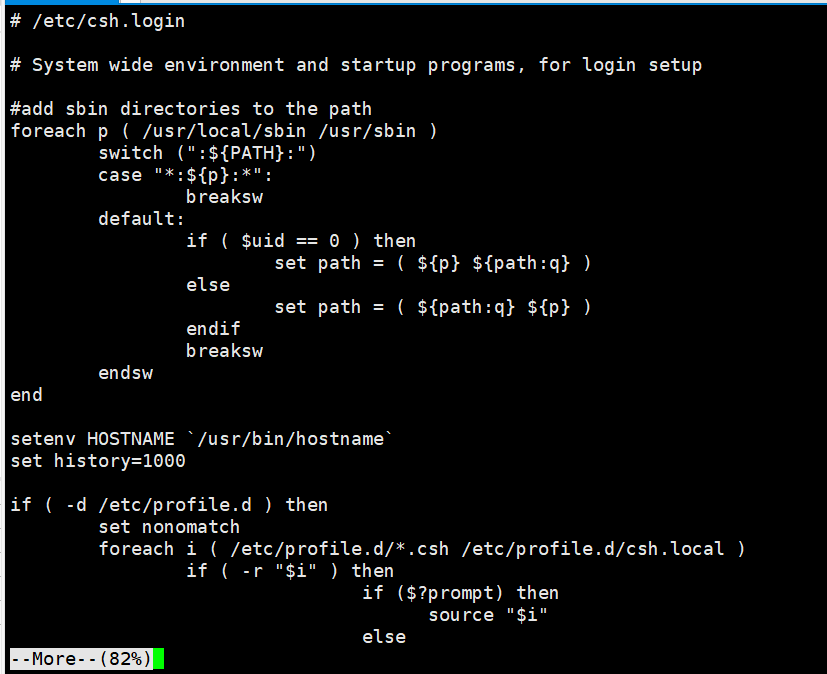 # /etc/csh.login
# System wide environment and startup programs, for login setup
#add sbin directories to the path
foreach p ( /usr/local/sbin /usr/sbin )
        switch (":${PATH}:")
        case "*:${p}:*":
                breaksw
        default:
                if ( $uid == 0 ) then
                        set path = ( ${p} ${path:q} )
                else
                        set path = ( ${path:q} ${p} )
                endif
                breaksw
        endsw
end
setenv HOSTNAME `/usr/bin/hostname`
set history=1000
if ( -d /etc/profile.d ) then
        set nonomatch
        foreach i ( /etc/profile.d/*.csh /etc/profile.d/csh.local )
                if ( -r "$i" ) then
                                if ($?prompt) then
                                      source "$i"
                                else
--More--(82%)